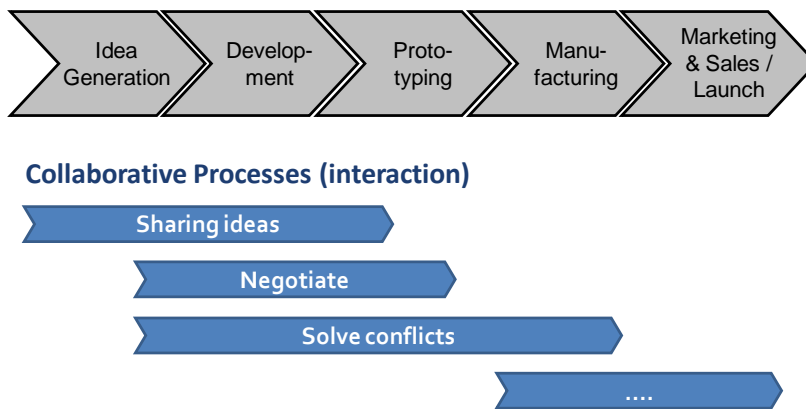 Idea
Generation
Develop-
ment
Proto-
typing
Manu-
facturing
Marketing
& Sales /
Launch
Collaborative Processes (interaction)
Sharing ideas
Negotiate
Solve conflicts
....